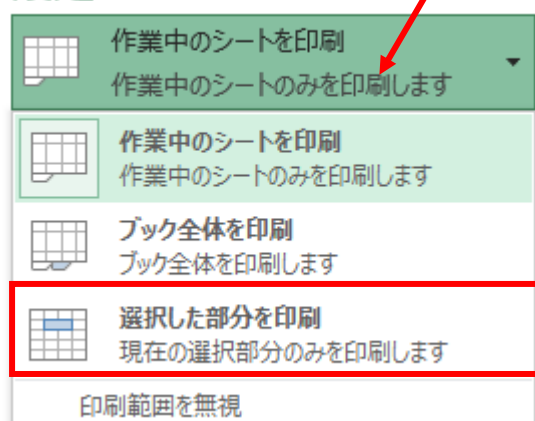 作業中のシートを印刷
作業中のシートのみを印刷します
作業中のシートを印刷
作業中のシートのみを印刷します
ブック全体を印刷
ブック全体を印刷します
選択した部分を印刷
現在の選択部分のみを印刷します
印刷範囲を無視